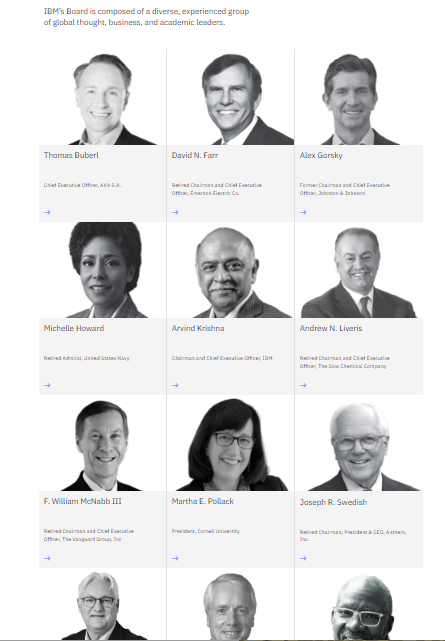 IBM's Board is composed of a diverse, experienced group
of global thought, business, and academic leaders.
Thomas Buberl
David N. Farr
Alex Gorsky
Chief Executive Officer, AXA S.A.
Retired Chairman and Chief Executive
Officer, Emerson Electric Co.
Former Chairman and Chief Executive
Officer, Johnson & Johnson
Michelle Howard
Arvind Krishna
Andrew N. Liveris
Retired Admiral, United States Navy
Chairman and Chief Executive Officer, IBM
Retired Chairman and Chief Executive
Officer, The Dow Chemical Company
F. William McNabb III
Martha E. Pollack
Joseph R. Swedish
Retired Chairman and Chief Executive
Officer, The Vanguard Group, Inc
President, Cornell University
Retired Chairman, President & CEO, Anthem,
Inc.